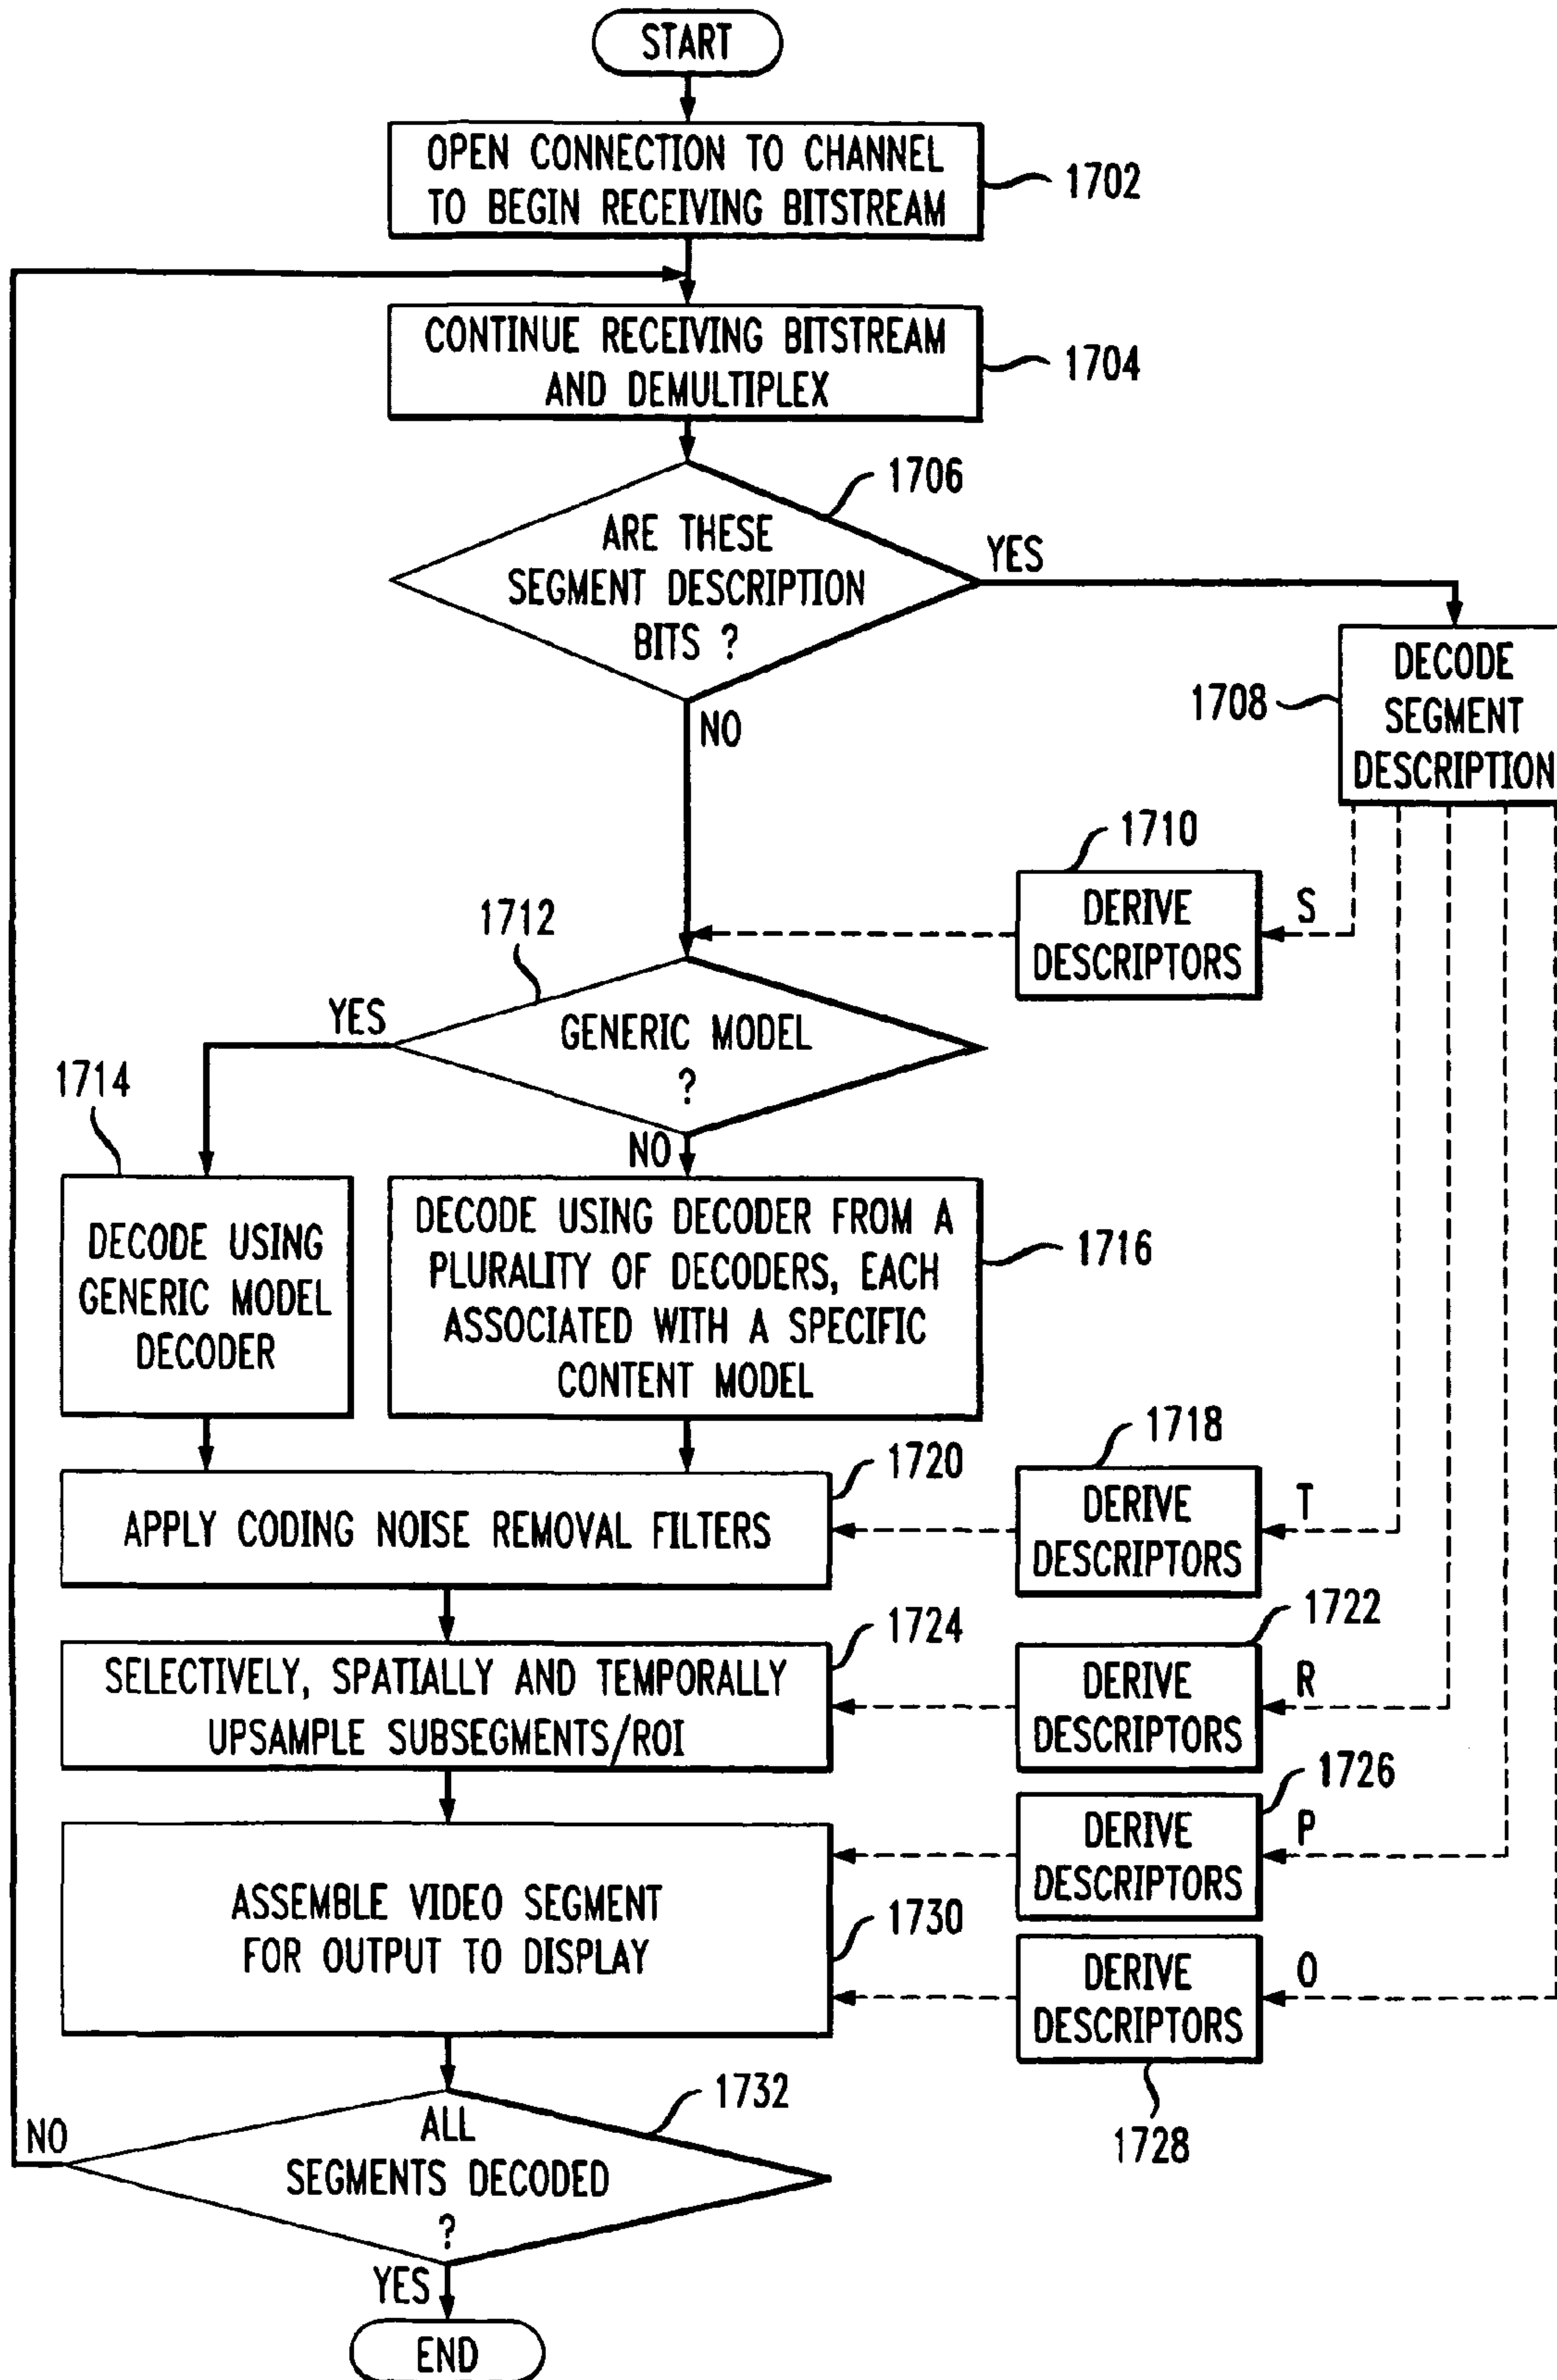 START
OPEN CONNECTION TO CHANNEL
TO BEGIN RECEIVING BITSTREAM
1702
CONTINUE RECEIVING BITSTREAM
AND DEMULTIPLEX
1704
1706
ARE THESE
SEGMENT DESCRIPTION
BITS ?
YES
NO
DECODE
SEGMENT
DESCRIPTION
1708
1710
DERIVE
DESCRIPTORS
S
1712
GENERIC MODEL
?
YES
NO
1714
DECODE USING
GENERIC MODEL
DECODER
DECODE USING DECODER FROM A
PLURALITY OF DECODERS, EACH
ASSOCIATED WITH A SPECIFIC
CONTENT MODEL
1716
1718
DERIVE
DESCRIPTORS
T
1720
APPLY CODING NOISE REMOVAL FILTERS
1722
DERIVE
DESCRIPTORS
R
1724
SELECTIVELY, SPATIALLY AND TEMPORALLY
UPSAMPLE SUBSEGMENTS/ROI
1726
DERIVE
DESCRIPTORS
P
ASSEMBLE VIDEO SEGMENT
FOR OUTPUT TO DISPLAY
1730
DERIVE
DESCRIPTORS
O
1728
1732
ALL
SEGMENTS DECODED
?
NO
YES
END